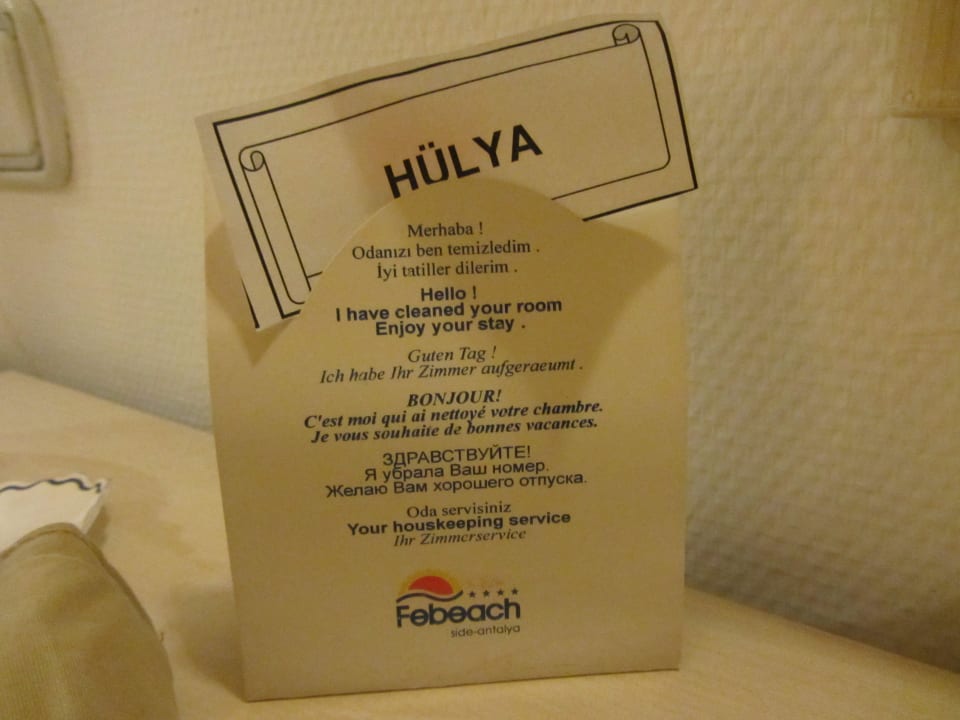 HÜLYA
Merhaba !
Odanızı ben temizledim .
İyi tatiller dilerim .
Hello !
I have cleaned your room
Enjoy your stay .
Guten Tag !
Ich habe Ihr Zimmer aufgeraeumt .
BONJOUR!
C'est moi qui ai nettoyé votre chambre.
Je vous souhaite de bonnes vacances.
ЗДРАВСТВУЙТЕ!
Я убрала Ваш номер.
Желаю Вам хорошего отпуска.
Oda servisiniz
Your houskeeping service
Ihr Zimmerservice
Febeach
side-antalya